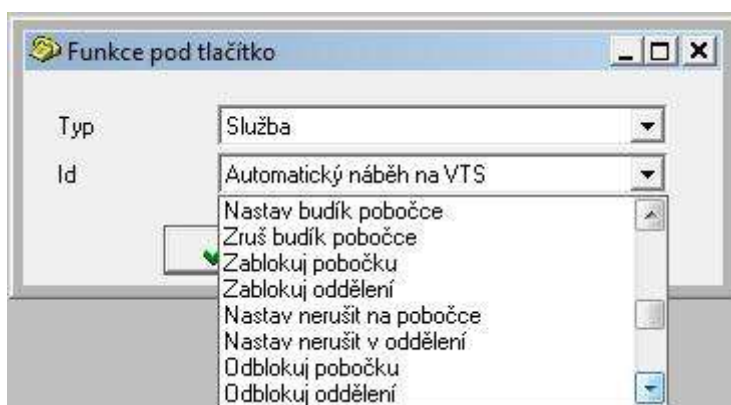 Funkce pod tlačítko
Typ
Služba
Id
Automatický náběh na VTS
Nastav budík pobočce
Zruš budík pobočce
Zablokuj pobočku
Zablokuj oddělení
Nastav nerušit na pobočce
Nastav nerušit v oddělení
Odblokuj pobočku
Odblokuj oddělení